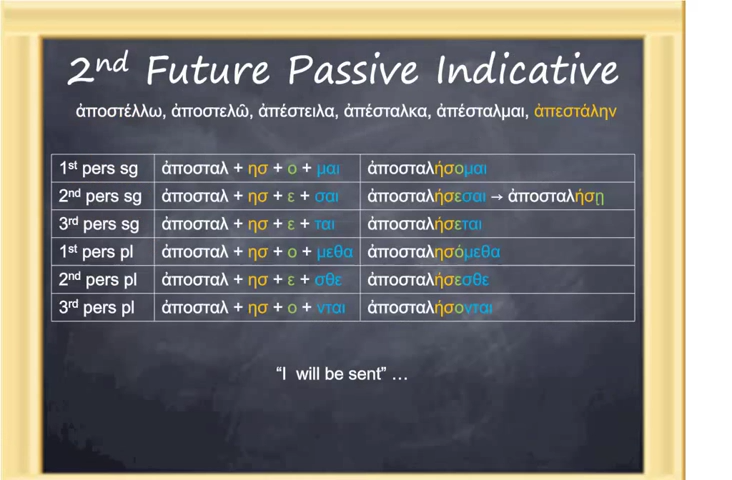 2nd Future Passive Indicative
ἀποστέλλω, ἀποστελῶ, ἀπέστειλα, ἀπέσταλκα, ἀπέσταλμαι, ἀπεστάλην
1st pers sg ἀποσταλ + ησ + ο + μαι ἀποσταλήσομαι
2nd pers sg ἀποσταλ + ησ + ε + σαι ἀποσταλήσεσαι → ἀποσταλήσῃ
3rd pers sg ἀποσταλ + ησ + ε + ται ἀποσταλήσεται
1st pers pl ἀποσταλ + ησ + ο + μεθα ἀποσταλησόμεθα
2nd pers pl ἀποσταλ + ησ + ε + σθε ἀποσταλήσεσθε
3rd pers pl ἀποσταλ + ησ + ο + νται ἀποσταλήσονται
“I will be sent” …